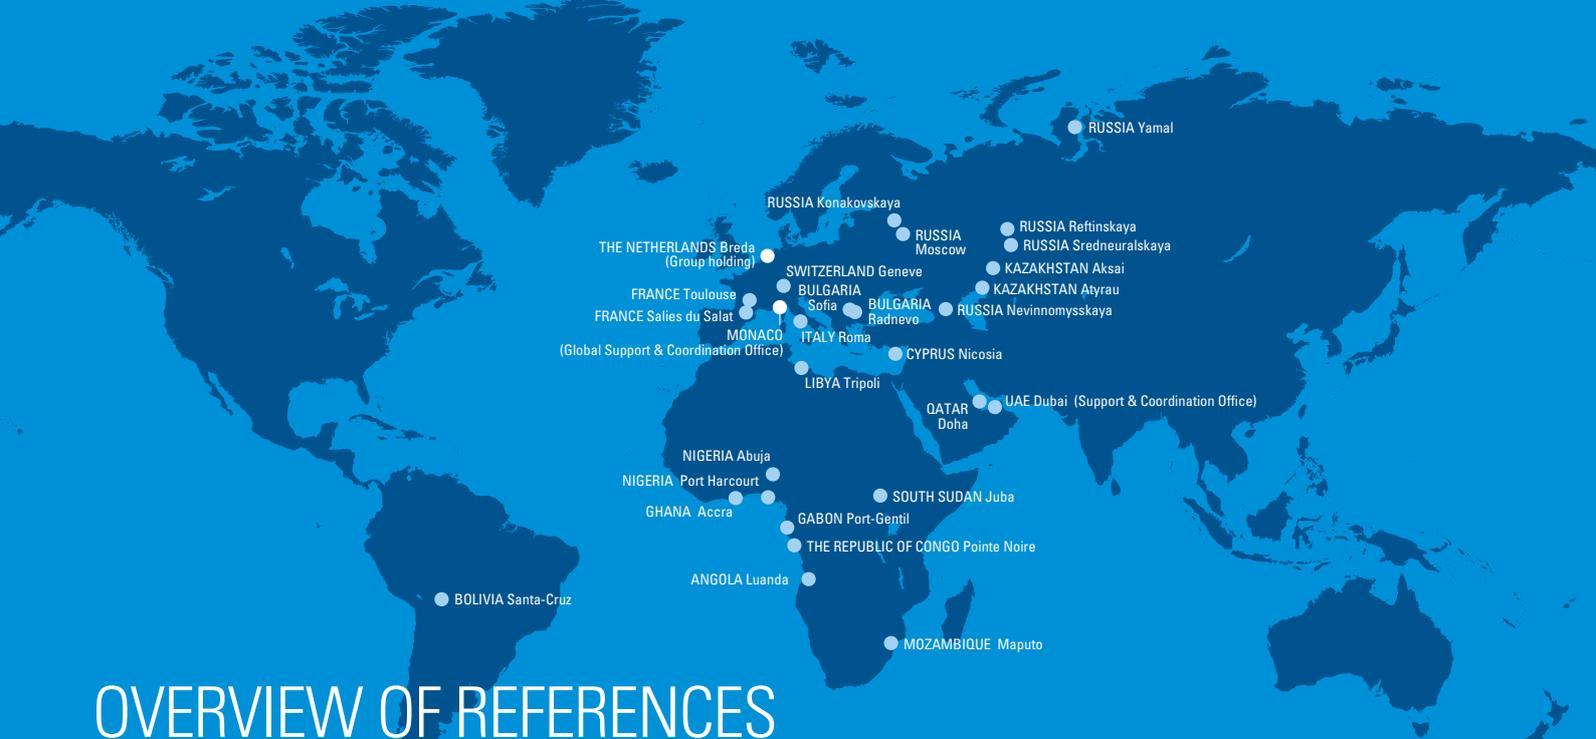 RUSSIA Yamal
RUSSIA Konakovskaya
RUSSIA
Moscow
RUSSIA Reftinskaya
RUSSIA Sredneuralskaya
THE NETHERLANDS Breda
(Group holding)
KAZAKHSTAN Aksai
SWITZERLAND Geneve
KAZAKHSTAN Atyrau
FRANCE Toulouse
BULGARIA
Sofia
BULGARIA
Radnevo
RUSSIA Nevinnomysskaya
FRANCE Salies du Salat
MONACO
(Global Support & Coordination Office)
ITALY Roma
CYPRUS Nicosia
LIBYA Tripoli
QATAR
Doha
UAE Dubai (Support & Coordination Office)
NIGERIA Abuja
NIGERIA Port Harcourt
GHANA Accra
SOUTH SUDAN Juba
GABON Port-Gentil
THE REPUBLIC OF CONGO Pointe Noire
ANGOLA Luanda
BOLIVIA Santa-Cruz
MOZAMBIQUE Maputo
OVERVIEW OF REFERENCES